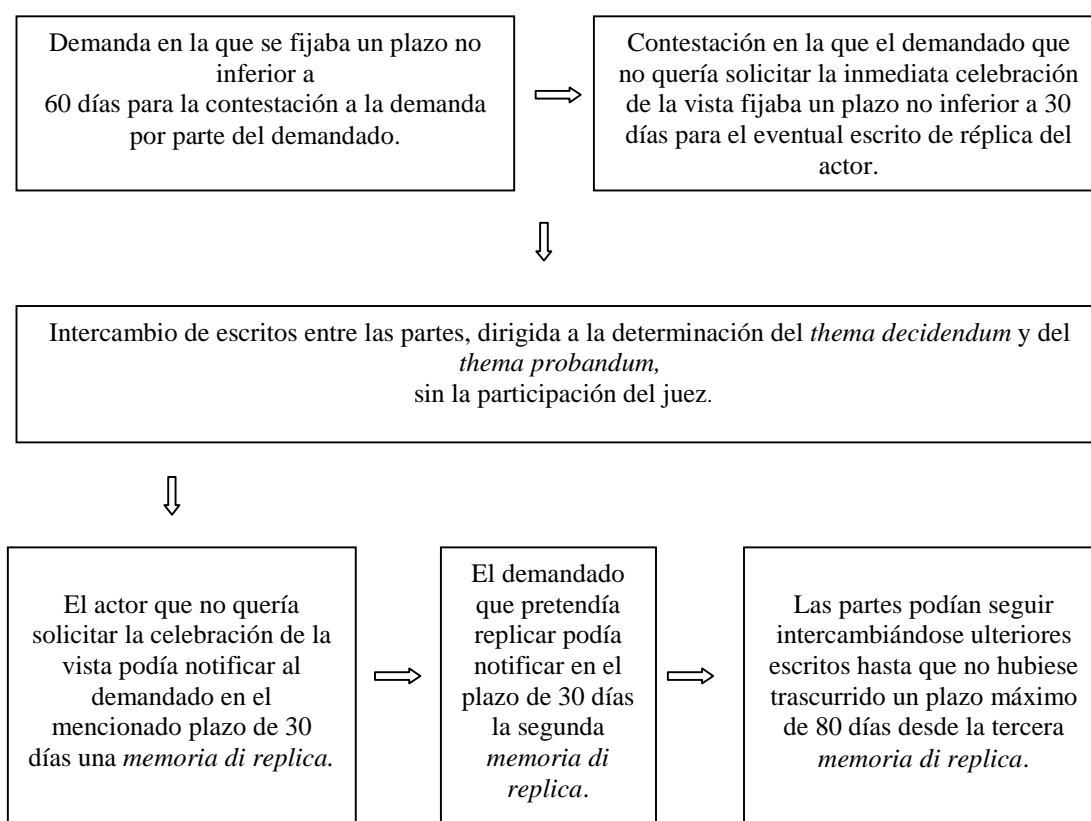 Demanda en la que se fijaba un plazo no
inferior a
60 días para la contestación a la demanda
por parte del demandado.
Contestación en la que el demandado que
no quería solicitar la inmediata celebración
de la vista fijaba un plazo no inferior a 30
días para el eventual escrito de réplica del
actor.
Intercambio de escritos entre las partes, dirigida a la determinación del thema decidendum y del
thema probandum,
sin la participación del juez.
El actor que no quería
solicitar la celebración de la
vista podía notificar al
demandado en el
mencionado plazo de 30
días una memoria di replica.
El demandado
que pretendía
replicar podía
notificar en el
plazo de 30 días
la segunda
memoria di
replica.
Las partes podían seguir
intercambiándose ulteriores
escritos hasta que no hubiese
trascurrido un plazo máximo
de 80 días desde la tercera
memoria di replica.